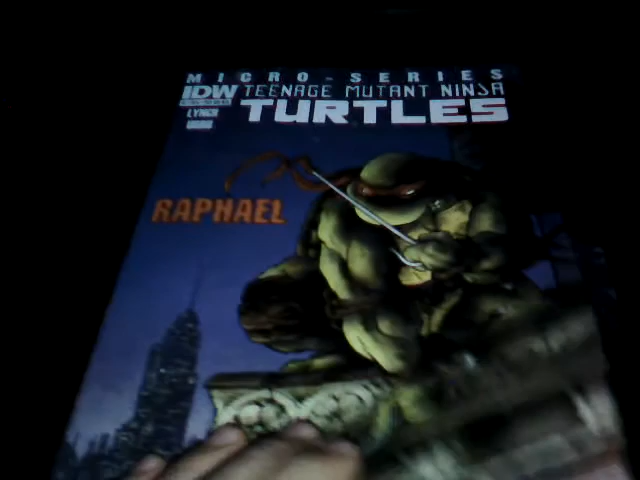 MICRO-SERIES
IDW TEENAGE MUTANT NINJA
TURTLES
LYNCH
RAPHAEL